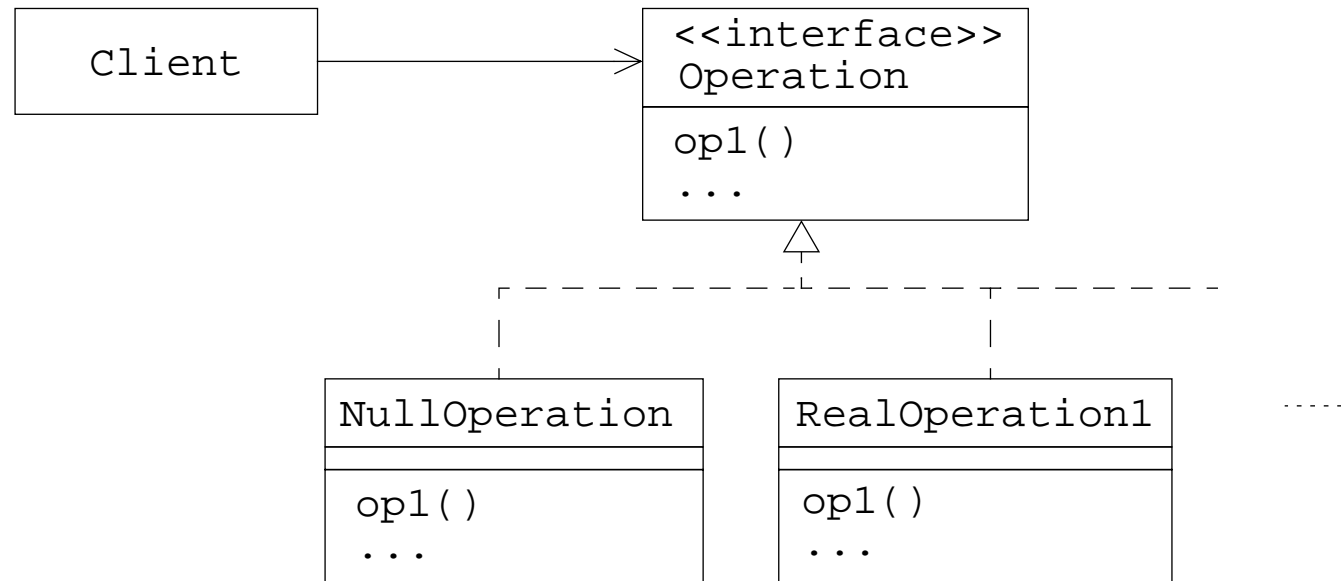 Client
<<interface>>
Operation
op1()
...
NullOperation
op1()
...
RealOperation1
op1()
...